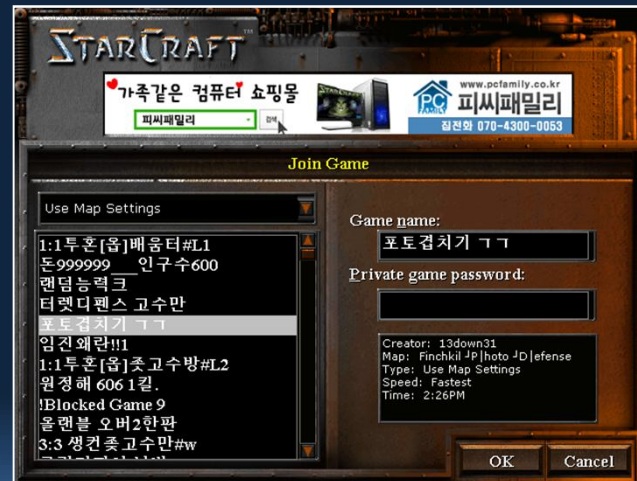 STARCRAFT™
가족같은 컴퓨터 쇼핑몰
피씨패밀리
검색
PC
FAMILY
www.pcfamily.co.kr
피씨패밀리
집전화 070-4300-0053
Join Game
Use Map Settings
1:1투혼[옵]배움터#L1
돈999999___인구수600
랜덤능력크
터렛디펜스 고수만
포토겹치기 ㄱㄱ
임진왜란!!1
1:1투혼[옵]좃고수방#L2
원정해 606 1킬.
!Blocked Game 9
올랜블 오버2한판
3:3 생컨좃고수만#w
Game name:
포토겹치기 ㄱㄱ
Private game password:
Creator: 13down31
Map: Finchkil ┘P|hoto ┘D|efense
Type: Use Map Settings
Speed: Fastest
Time: 2:26PM
OK
Cancel